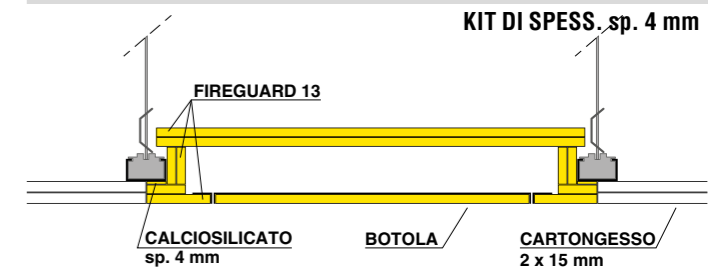 KIT DI SPESS. sp. 4 mm
FIREGUARD 13
CALCIOSILICATO
sp. 4 mm
BOTOLA
CARTONGESSO
2 x 15 mm